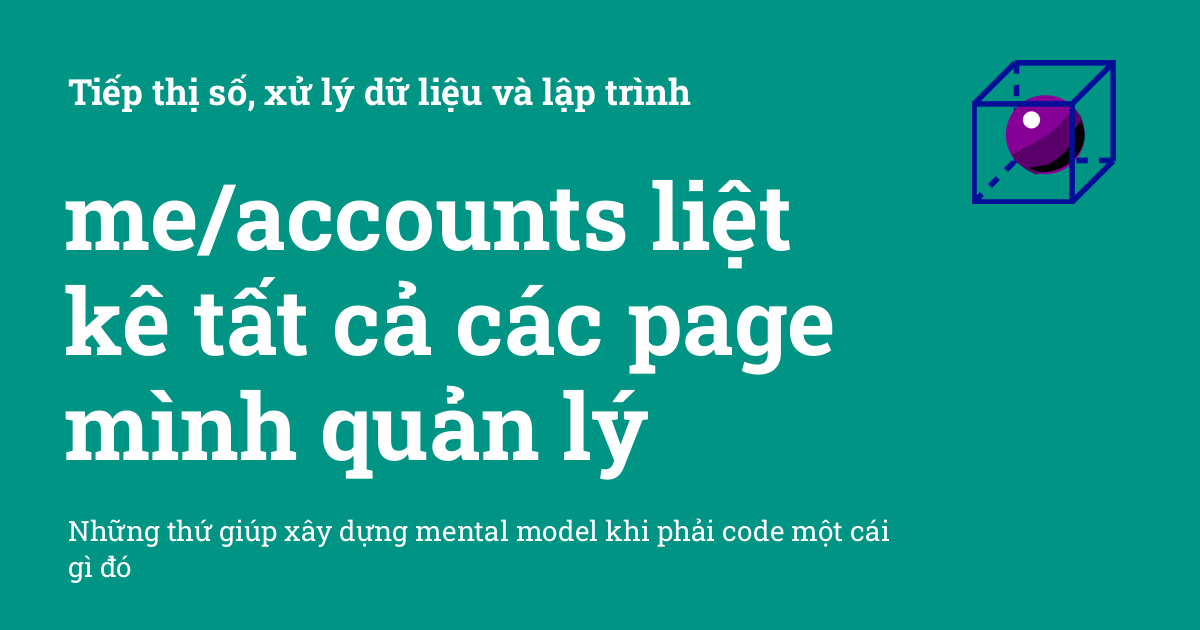 Tiếp thị số, xử lý dữ liệu và lập trình
me/accounts liệt
kê tất cả các page
mình quản lý
Những thứ giúp xây dựng mental model khi phải code một cái
gì đó